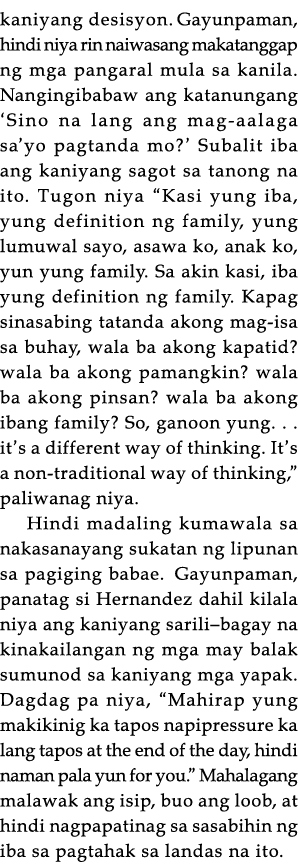 kaniyang desisyon. Gayunpaman,
hindi niya rin naiwasang makatanggap
ng mga pangaral mula sa kanila.
Nangingibabaw ang katanungang
‘Sino na lang ang mag-aalaga
sa’yo pagtanda mo?’ Subalit iba
ang kaniyang sagot sa tanong na
ito. Tugon niya “Kasi yung iba,
yung definition ng family, yung
lumuwal sayo, asawa ko, anak ko,
yun yung family. Sa akin kasi, iba
yung definition ng family. Kapag
sinasabing tatanda akong mag-isa
sa buhay, wala ba akong kapatid?
wala ba akong pamangkin? wala
ba akong pinsan? wala ba akong
ibang family? So, ganoon yung. . .
it’s a different way of thinking. It’s
a non-traditional way of thinking,”
paliwanag niya.
Hindi madaling kumawala sa
nakasanayang sukatan ng lipunan
sa pagiging babae. Gayunpaman,
panatag si Hernandez dahil kilala
niya ang kaniyang sarili–bagay na
kinakailangan ng mga may balak
sumunod sa kaniyang mga yapak.
Dagdag pa niya, “Mahirap yung
makikinig ka tapos napipressure ka
lang tapos at the end of the day, hindi
naman pala yun for you.” Mahalagang
malawak ang isip, buo ang loob, at
hindi nagpapatinag sa sasabihin ng
iba sa pagtahak sa landas na ito.